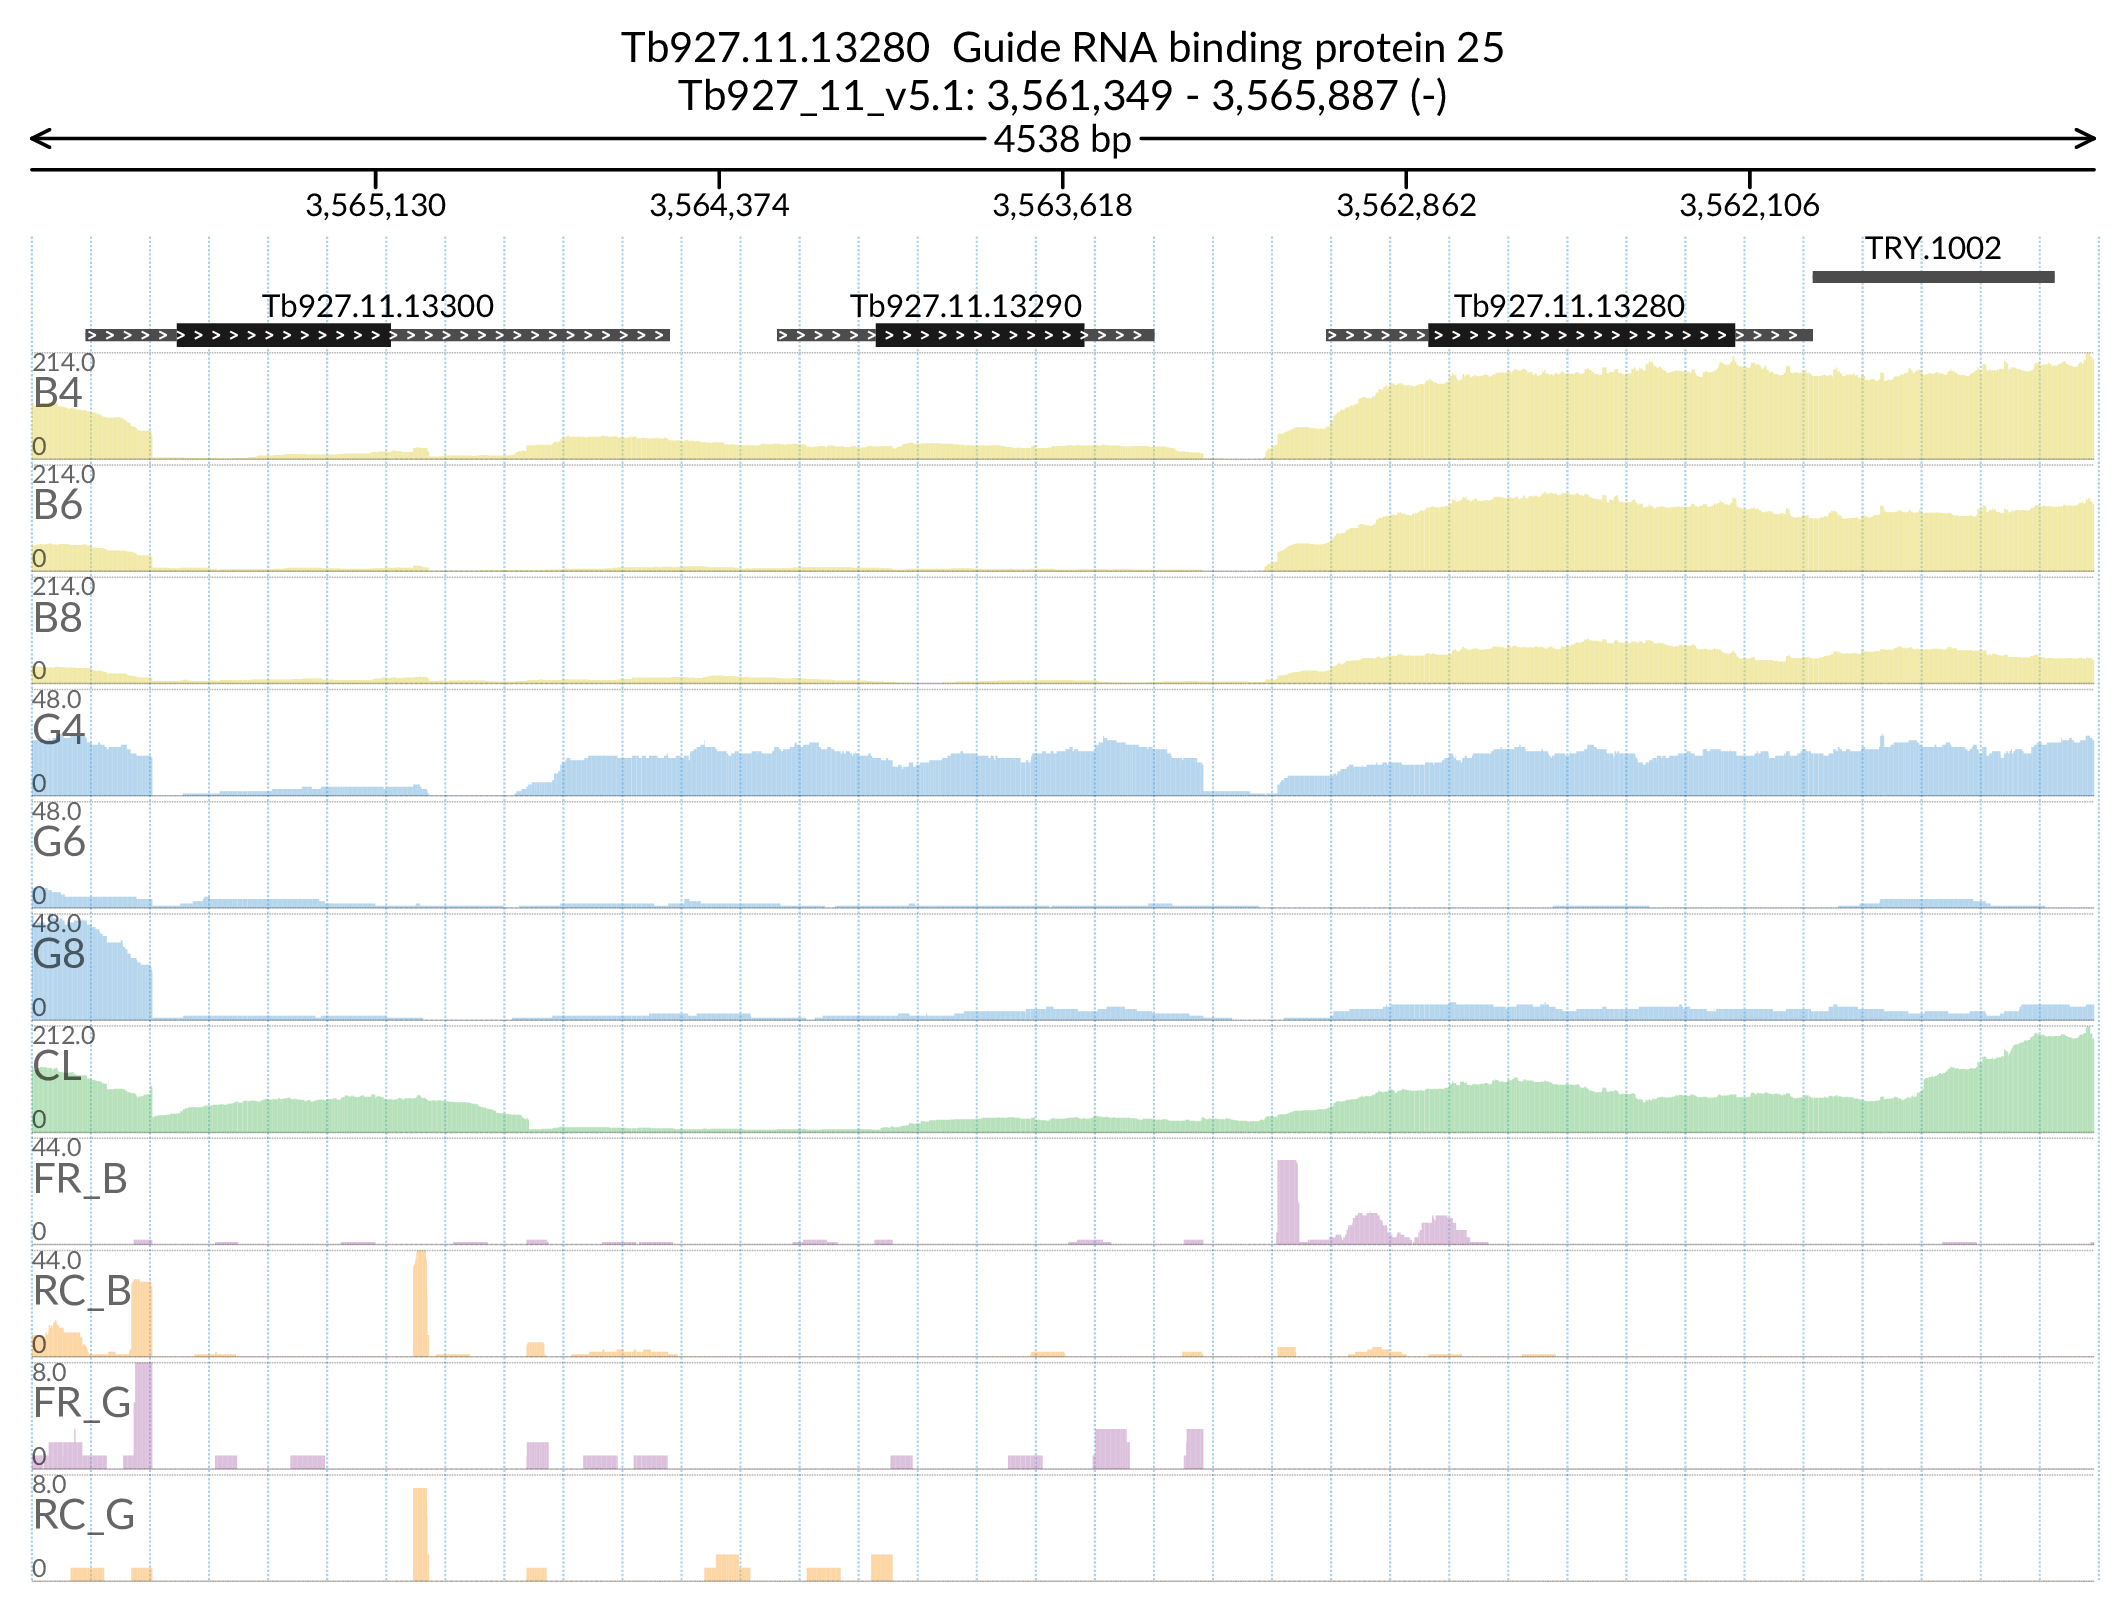 Tb927.11.13280  Guide RNA binding protein 25
Tb927_11_v5.1: 3,561,349 - 3,565,887 (-)
4538 bp
3,565,130 3,564,374 3,563,618 3,562,862 3,562,106
TRY.1002
Tb927.11.13300 Tb927.11.13290 Tb927.11.13280
214.0
B4
0
214.0
B6
0
214.0
B8
0
48.0
G4
0
48.0
G6
0
48.0
G8
0
212.0
CL
0
44.0
FR_B
0
44.0
RC_B
0
8.0
FR_G
0
8.0
RC_G
0